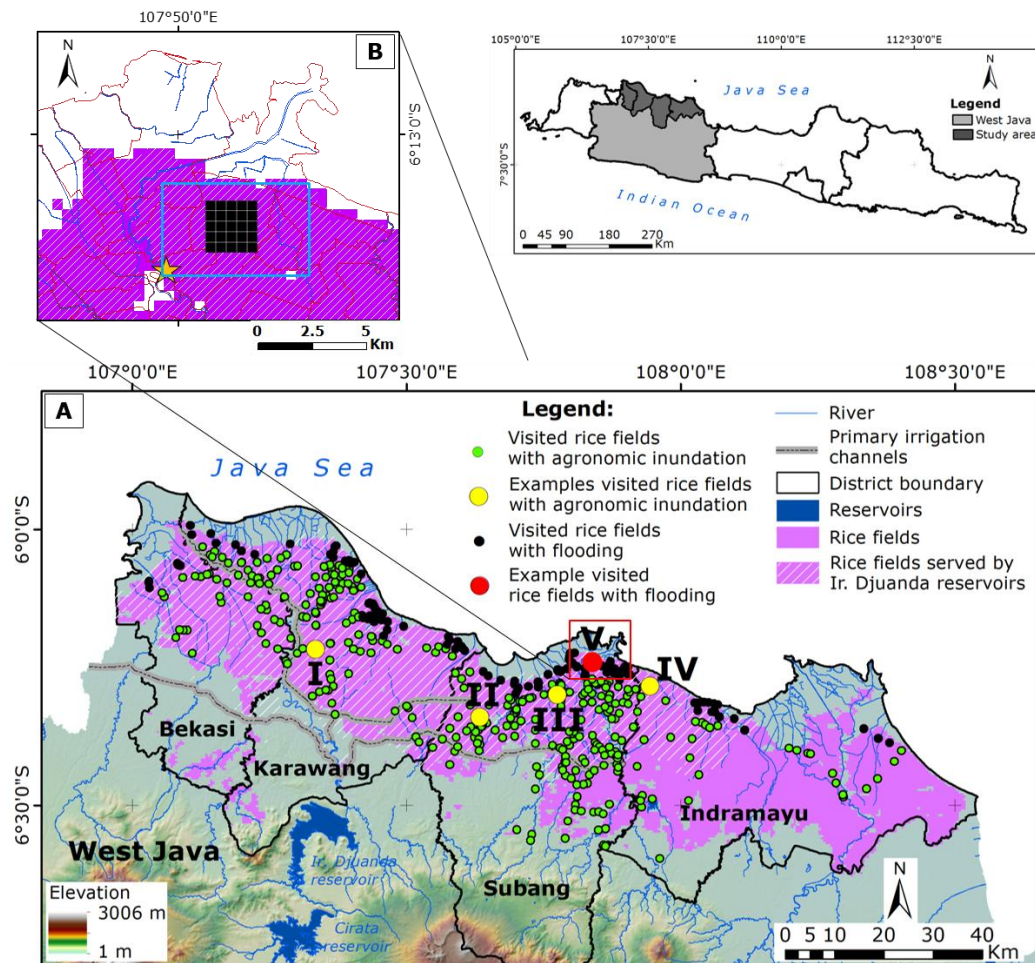 107°50'0"E
N
B
6°13'0"S
0 2.5 5
Km
105°0'0"E 107°30'0"E 110°0'0"E 112°30'0"E
N
Java Sea
Legend
West Java
Study area
7°30'0"S
Indian Ocean
0 45 90 180 270
Km
107°0'0"E 107°30'0"E 108°0'0"E 108°30'0"E
A
Legend:
Visited rice fields
with agronomic inundation
Examples visited rice fields
with agronomic inundation
Visited rice fields
with flooding
Example visited
rice fields with flooding
River
Primary irrigation
channels
District boundary
Reservoirs
Rice fields
Rice fields served by
Ir. Djuanda reservoirs
Java Sea
6°0'0"S
V
IV
I
II
III
Bekasi
Karawang
Indramayu
6°30'0"S
West Java
Ir. Djuanda
reservoir
Subang
Cirata
reservoir
Elevation
3006 m
1 m
N
0 5 10 20 30 40
Km